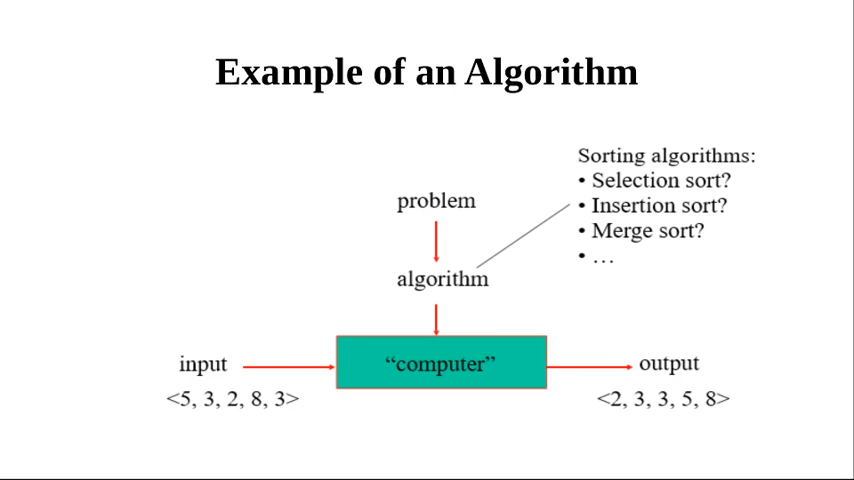 Example of an Algorithm
Sorting algorithms:
• Selection sort?
• Insertion sort?
• Merge sort?
• …
problem
algorithm
input
“computer”
output
<5, 3, 2, 8, 3>
<2, 3, 3, 5, 8>